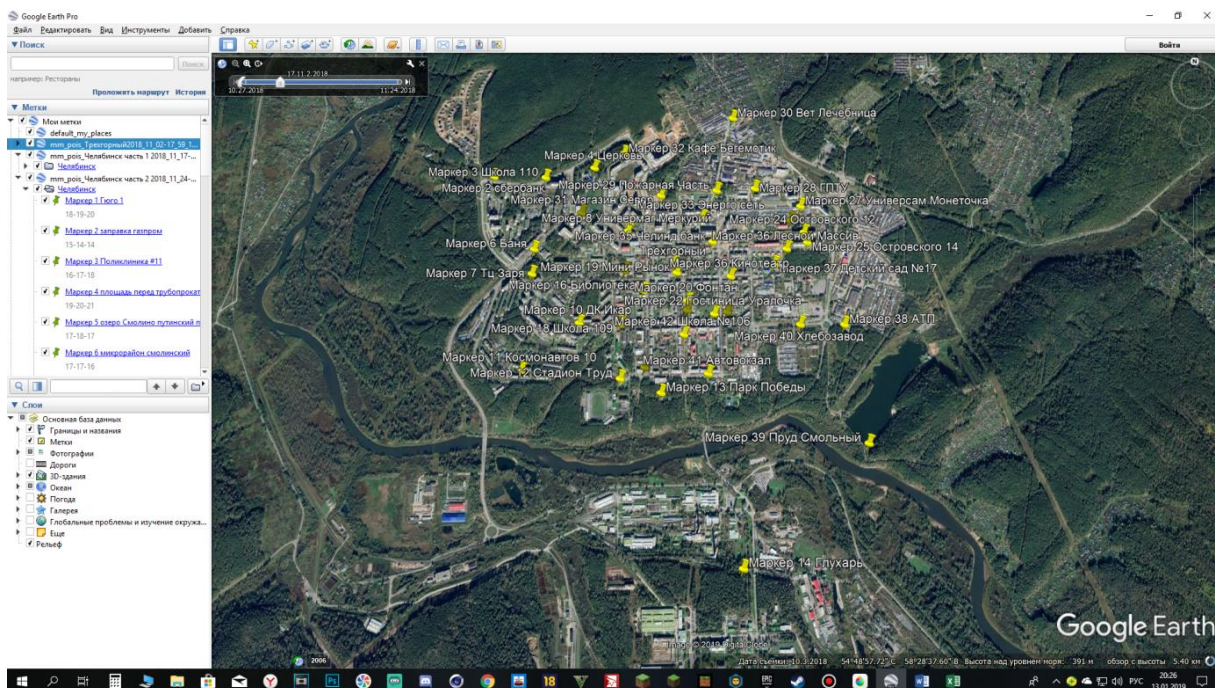 Google Earth Pro
Файл Редактировать Вид Инструменты Добавить Справка
Войти
▼ Поиск
Поиск
например: Рестораны
Проложить маршрут История
▼ Метки
Мои метки
default_my_places
mm_pois_Трехгорный2018_11_02-17_59_1...
mm_pois_Челябинск часть 1 2018_11_17-...
Челябинск
mm_pois_Челябинск часть 2 2018_11_24-...
Челябинск
Маркер 1 Гюго 1
18-19-20
Маркер 2 заправка газпром
15-14-14
Маркер 3 Поликлиника #11
16-17-18
Маркер 4 площадь перед трубопрокат
19-20-21
Маркер 5 озеро Смолино путинский п
17-18-17
Маркер 6 микрорайон смолинский
17-17-16
▼ Слои
Основная база данных
Границы и названия
Метки
Фотографии
Дороги
3D-здания
Океан
Погода
Галерея
Глобальные проблемы и изучение окружа...
Еще
Рельеф
17.11.2.2018
10.27.2018
11.24.2018
N
Маркер 30 Вет Лечебница
Маркер 32 Кафе Бегемотик
Маркер 4 Церковь
Маркер 3 Школа 110
Маркер 2 сбербанк
Маркер 29 Пожарная Часть
Маркер 28 ГПТУ
Маркер 31 Магазин
Маркер 33 Энерго сеть
Маркер 27 Универсам Монеточка
Маркер 8 Универмаг Меркурий
Маркер 24 Островского 12
Маркер 35 Челинд банк
Маркер 36 Лесной Массив
Маркер 6 Баня
Трехгорный
Маркер 25 Островского 14
Маркер 7 Тц Заря
Маркер 19 Мини Рынок
Маркер 36 Кинотеатр
Маркер 37 Детский сад №17
Маркер 16 Библиотека
Маркер 20 Фонтан
Маркер 22 Гостиница Уралочка
Маркер 10 ДК Икар
Маркер 18 Школа 109
Маркер 42 Школа №106
Маркер 38 АТП
Маркер 40 Хлебозавод
Маркер 11 Космонавтов 10
Маркер 41 Автовокзал
Маркер 12 Стадион Труд
Маркер 13 Парк Победы
Маркер 39 Пруд Смольный
Маркер 14 Глухарь
Google Earth
Image © 2019 DigitalGlobe
2006
Дата съемки: 10.3.2018 54°48'57.72" С 58°28'37.60" В Высота над уровнем моря: 391 м обзор с высоты 5.40 км
РУС
20:26
13.01.2019